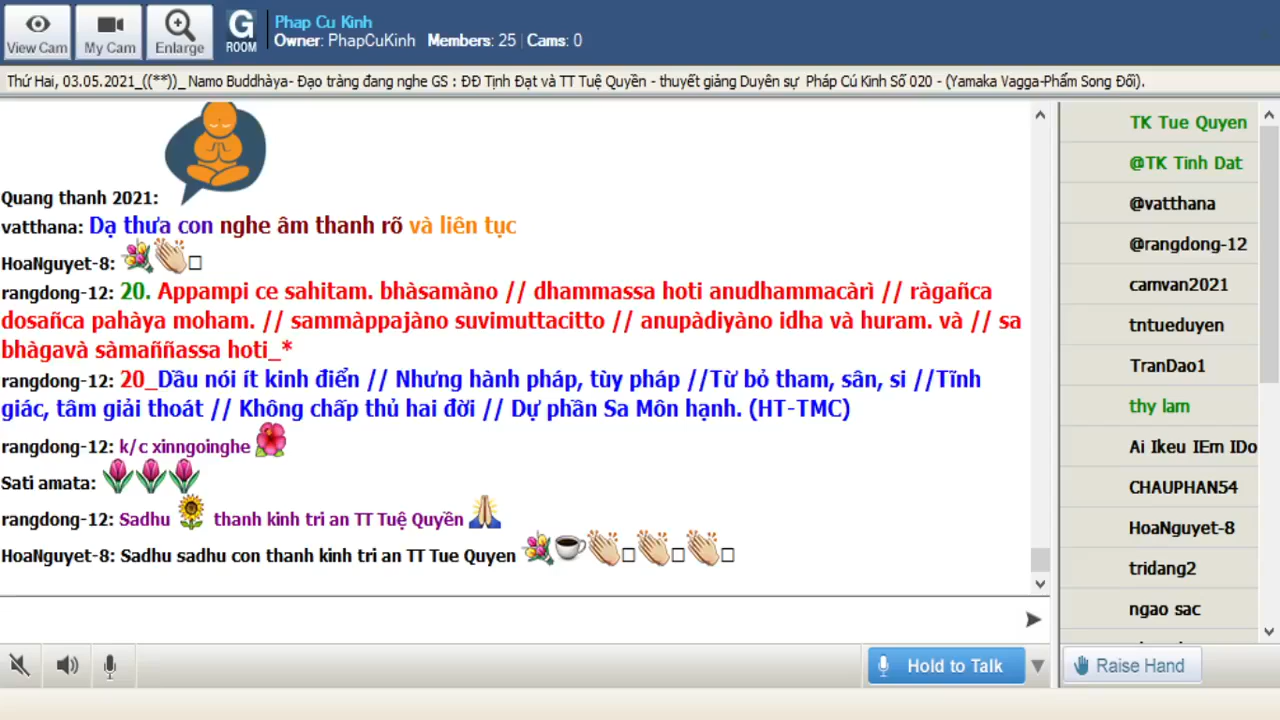 View Cam
My Cam
Enlarge
G
ROOM
Phap Cu Kinh
Owner: PhapCuKinh Members: 25 | Cams: 0
Thứ Hai, 03.05.2021_((**))_ Namo Buddhàya- Đạo tràng đang nghe GS : ĐĐ Tịnh Đạt và TT Tuệ Quyền - thuyết giảng Duyên sự Pháp Cú Kinh Số 020 - (Yamaka Vagga-Phẩm Song Đối).
Quang thanh 2021:
vatthana: Dạ thưa con nghe âm thanh rõ và liên tục
HoaNguyet-8:
rangdong-12: 20. Appampi ce sahitam. bhàsamàno // dhammassa hoti anudhammacàrì // ràgañca
dosañca pahàya moham. // sammàppajàno suvimuttacitto // anupàdiyàno idha và huram. và // sa
bhàgavà sàmaññassa hoti_*
rangdong-12: 20_Dầu nói ít kinh điển // Nhưng hành pháp, tùy pháp //Từ bỏ tham, sân, si //Tĩnh
giác, tâm giải thoát // Không chấp thủ hai đời // Dự phần Sa Môn hạnh. (HT-TMC)
rangdong-12: k/c xinngoinghe
Sati amata:
rangdong-12: Sadhu thanh kinh tri an TT Tuệ Quyền
HoaNguyet-8: Sadhu sadhu con thanh kinh tri an TT Tue Quyen
TK Tue Quyen
@TK Tinh Dat
@vatthana
@rangdong-12
camvan2021
tntueduyen
TranDao1
thy lam
Ai Ikeu IEm IDo
CHAUPHAN54
HoaNguyet-8
tridang2
ngao sac
Hold to Talk
Raise Hand